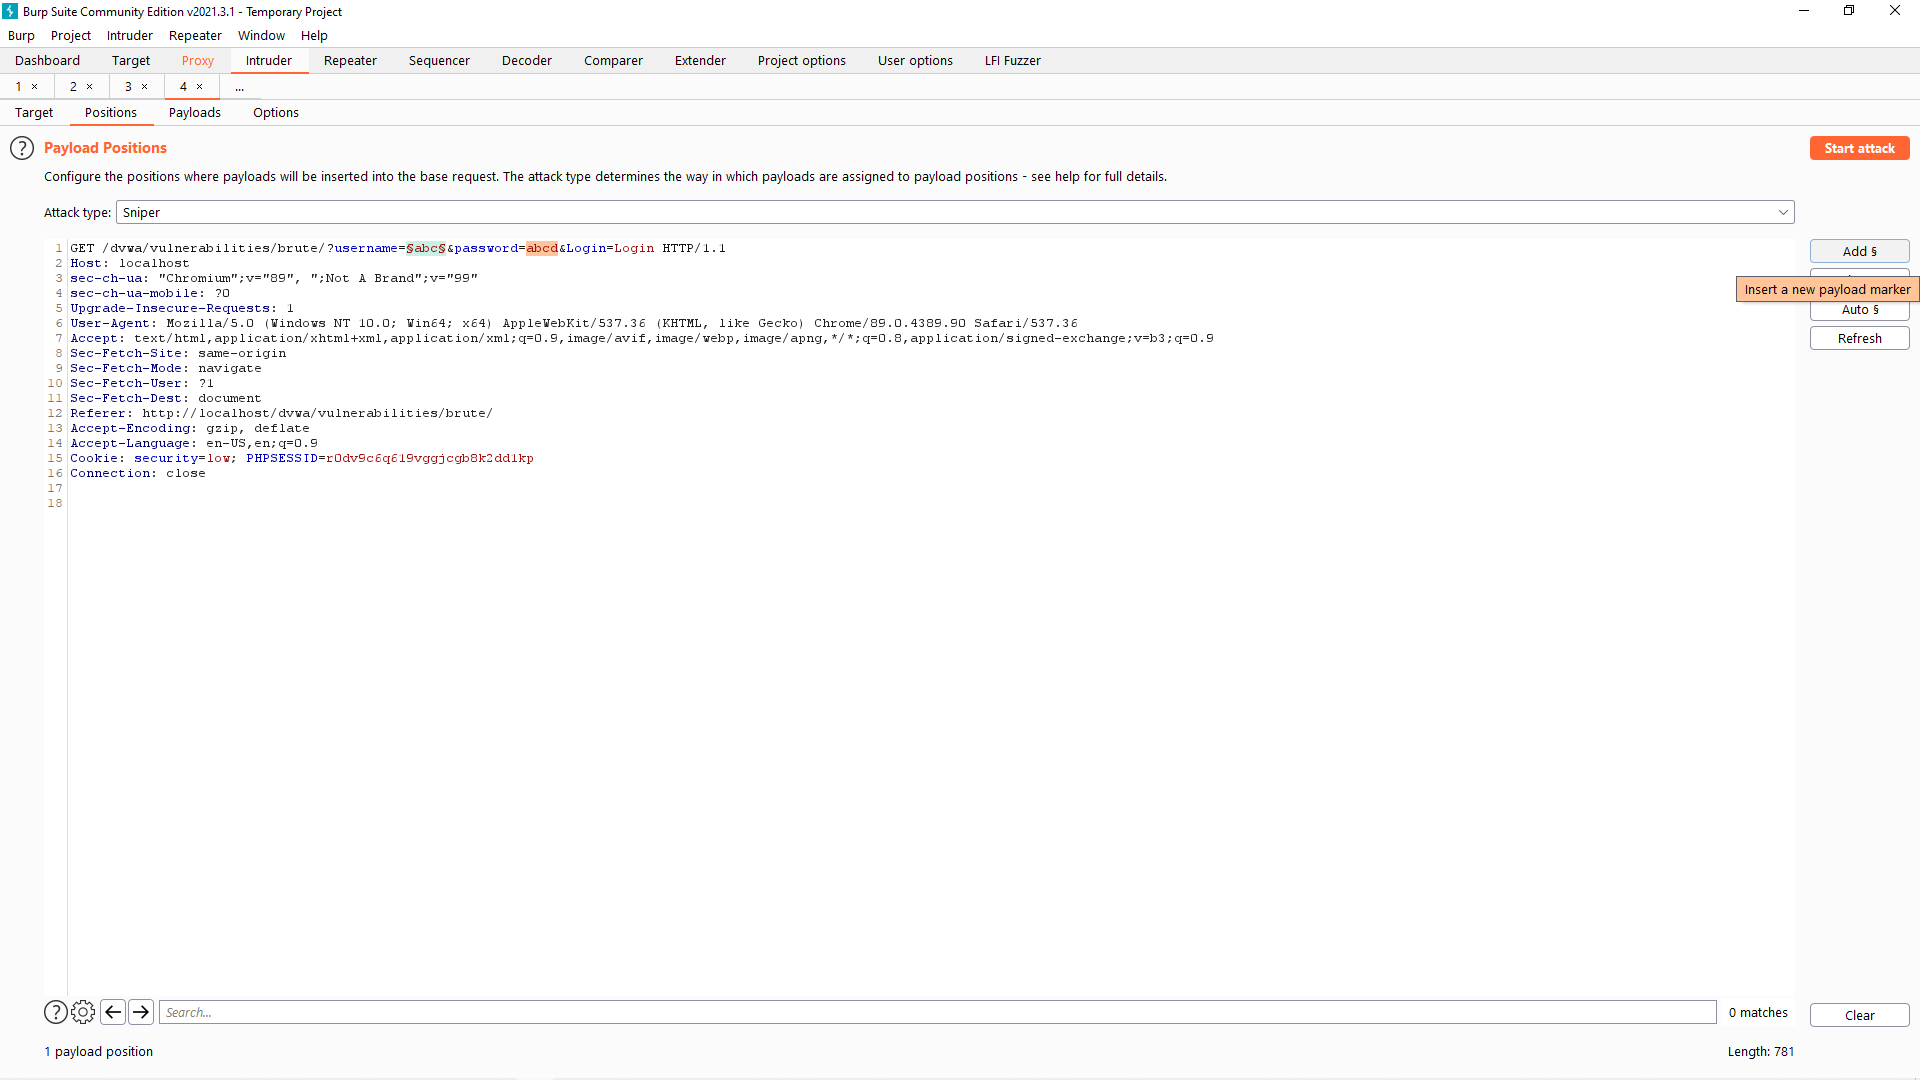 Burp Suite Community Edition v2021.3.1 - Temporary Project
Burp Project Intruder Repeater Window Help
Dashboard Target Proxy Intruder Repeater Sequencer Decoder Comparer Extender Project options User options LFI Fuzzer
1 × 2 × 3 × 4 × ...
Target Positions Payloads Options
? Payload Positions Start attack
Configure the positions where payloads will be inserted into the base request. The attack type determines the way in which payloads are assigned to payload positions - see help for full details.
Attack type: Sniper
1 GET /dvwa/vulnerabilities/brute/?username=§abc§&password=abcd&Login=Login HTTP/1.1
2 Host: localhost
3 sec-ch-ua: "Chromium";v="89", ";Not A Brand";v="99"
4 sec-ch-ua-mobile: ?0
5 Upgrade-Insecure-Requests: 1
6 User-Agent: Mozilla/5.0 (Windows NT 10.0; Win64; x64) AppleWebKit/537.36 (KHTML, like Gecko) Chrome/89.0.4389.90 Safari/537.36
7 Accept: text/html,application/xhtml+xml,application/xml;q=0.9,image/avif,image/webp,image/apng,*/*;q=0.8,application/signed-exchange;v=b3;q=0.9
8 Sec-Fetch-Site: same-origin
9 Sec-Fetch-Mode: navigate
10 Sec-Fetch-User: ?1
11 Sec-Fetch-Dest: document
12 Referer: http://localhost/dvwa/vulnerabilities/brute/
13 Accept-Encoding: gzip, deflate
14 Accept-Language: en-US,en;q=0.9
15 Cookie: security=low; PHPSESSID=r0dv9c6q619vggjcgb8k2dd1kp
16 Connection: close
17
18
Add §
Insert a new payload marker
Auto §
Refresh
? Search... 0 matches Clear
1 payload position Length: 781